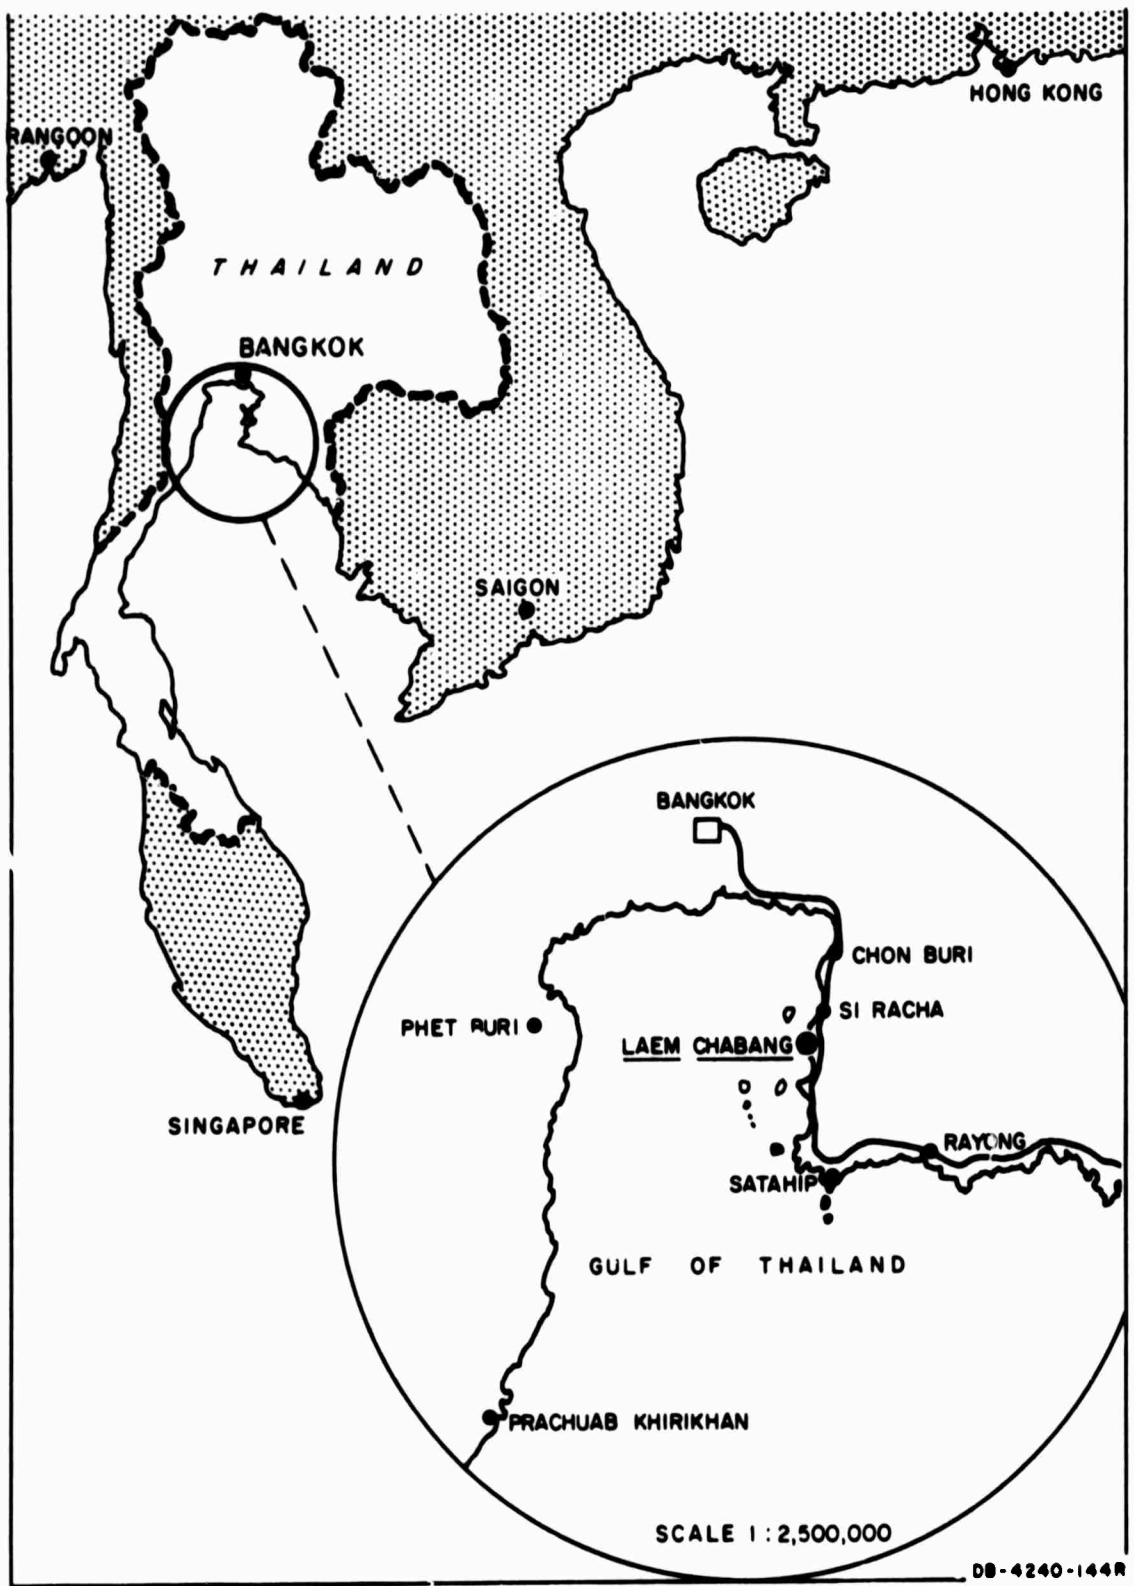 HONG KONG
RANGOON
THAILAND
BANGKOK
SAIGON
BANGKOK
CHON BURI
SI RACHA
PHET BURI
LAEM CHABANG
SINGAPORE
RAYONG
SATAHIP
GULF OF THAILAND
PRACHUAB KHIRIKHAN
SCALE 1 : 2,500,000
DB-4240-144R